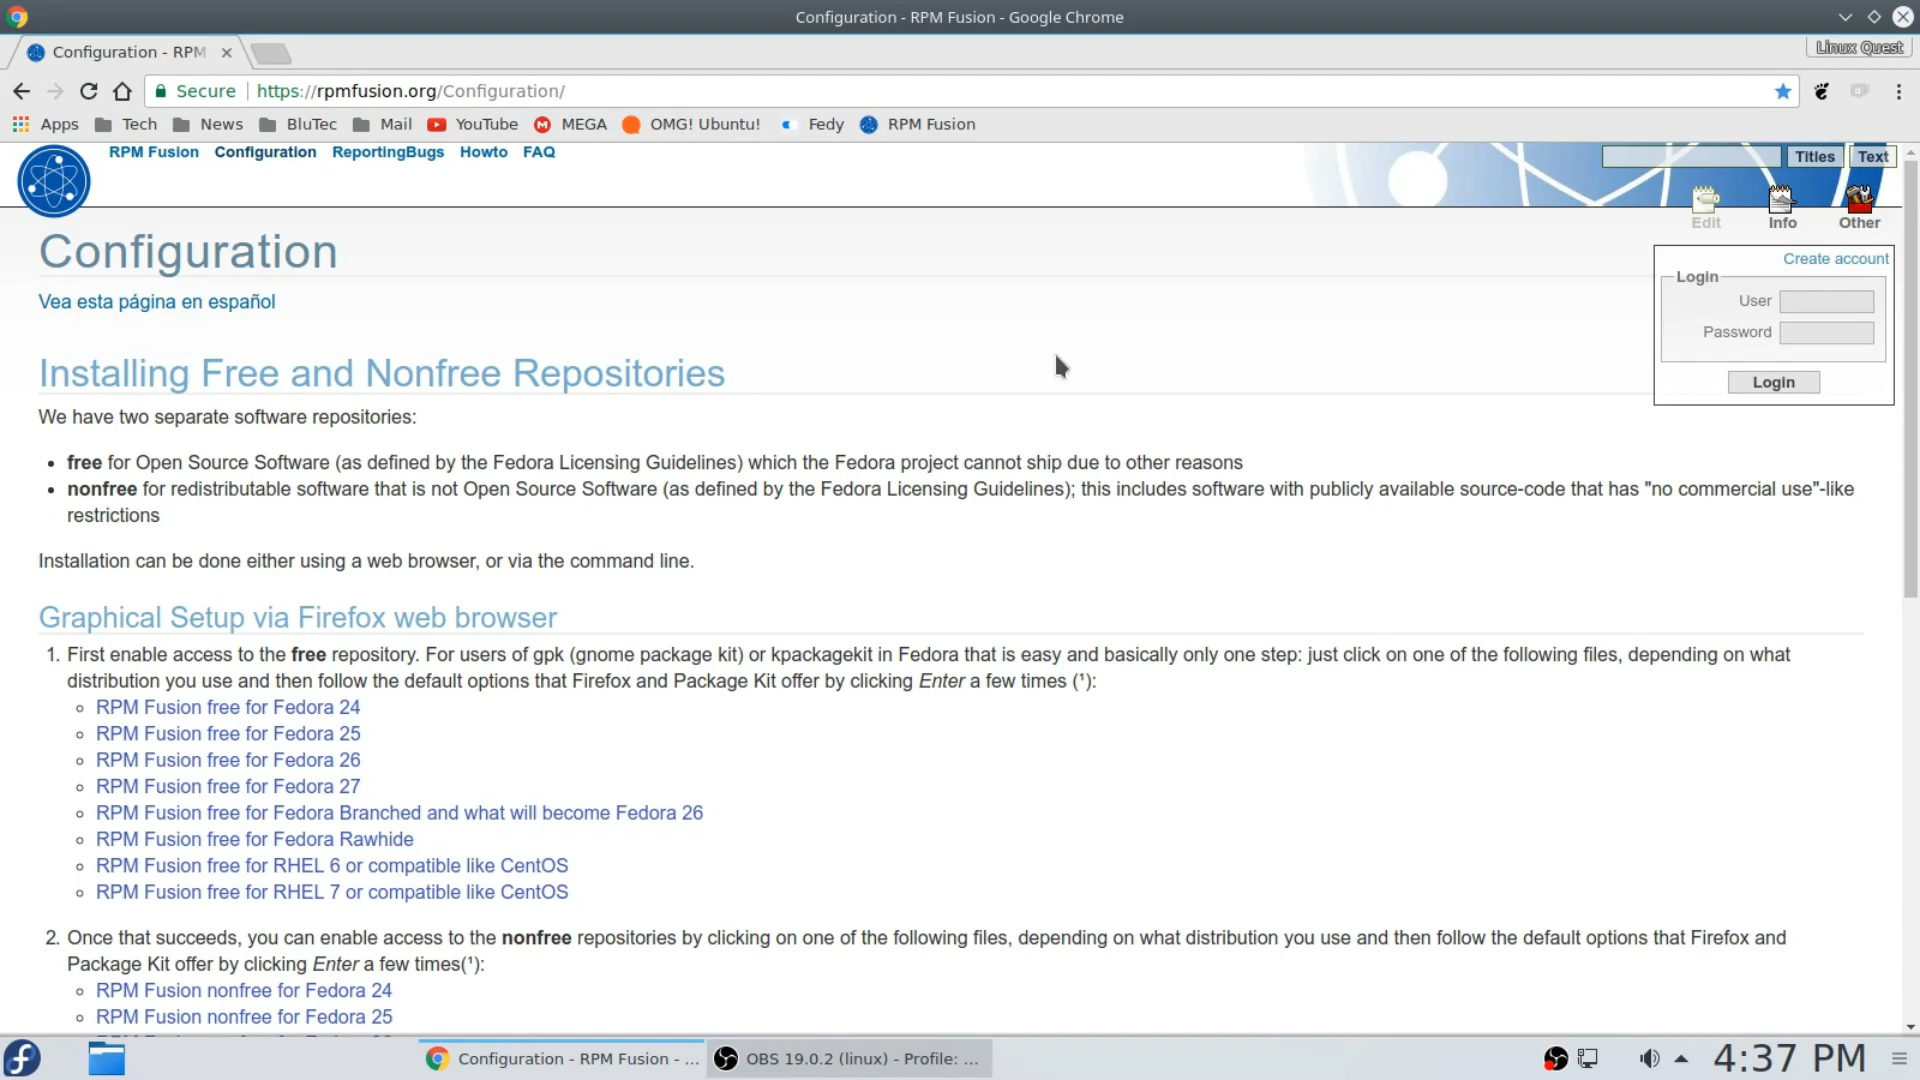 Configuration - RPM Fusion - Google Chrome
Configuration - RPM
Linux Quest
Secure
https://rpmfusion.org/Configuration/
Apps
Tech
News
BluTec
Mail
YouTube
MEGA
OMG! Ubuntu!
Fedy
RPM Fusion
RPM Fusion
Configuration
ReportingBugs
Howto
FAQ
Titles
Text
Edit
Info
Other
Configuration
Create account
Login
User
Password
Login
Vea esta página en español
Installing Free and Nonfree Repositories
We have two separate software repositories:
• free for Open Source Software (as defined by the Fedora Licensing Guidelines) which the Fedora project cannot ship due to other reasons
• nonfree for redistributable software that is not Open Source Software (as defined by the Fedora Licensing Guidelines); this includes software with publicly available source-code that has "no commercial use"-like
restrictions
Installation can be done either using a web browser, or via the command line.
Graphical Setup via Firefox web browser
1. First enable access to the free repository. For users of gpk (gnome package kit) or kpackagekit in Fedora that is easy and basically only one step: just click on one of the following files, depending on what
distribution you use and then follow the default options that Firefox and Package Kit offer by clicking Enter a few times (¹):
◦ RPM Fusion free for Fedora 24
◦ RPM Fusion free for Fedora 25
◦ RPM Fusion free for Fedora 26
◦ RPM Fusion free for Fedora 27
◦ RPM Fusion free for Fedora Branched and what will become Fedora 26
◦ RPM Fusion free for Fedora Rawhide
◦ RPM Fusion free for RHEL 6 or compatible like CentOS
◦ RPM Fusion free for RHEL 7 or compatible like CentOS
2. Once that succeeds, you can enable access to the nonfree repositories by clicking on one of the following files, depending on what distribution you use and then follow the default options that Firefox and
Package Kit offer by clicking Enter a few times(¹):
◦ RPM Fusion nonfree for Fedora 24
◦ RPM Fusion nonfree for Fedora 25
Configuration - RPM Fusion - ...
OBS 19.0.2 (linux) - Profile: ...
4:37 PM